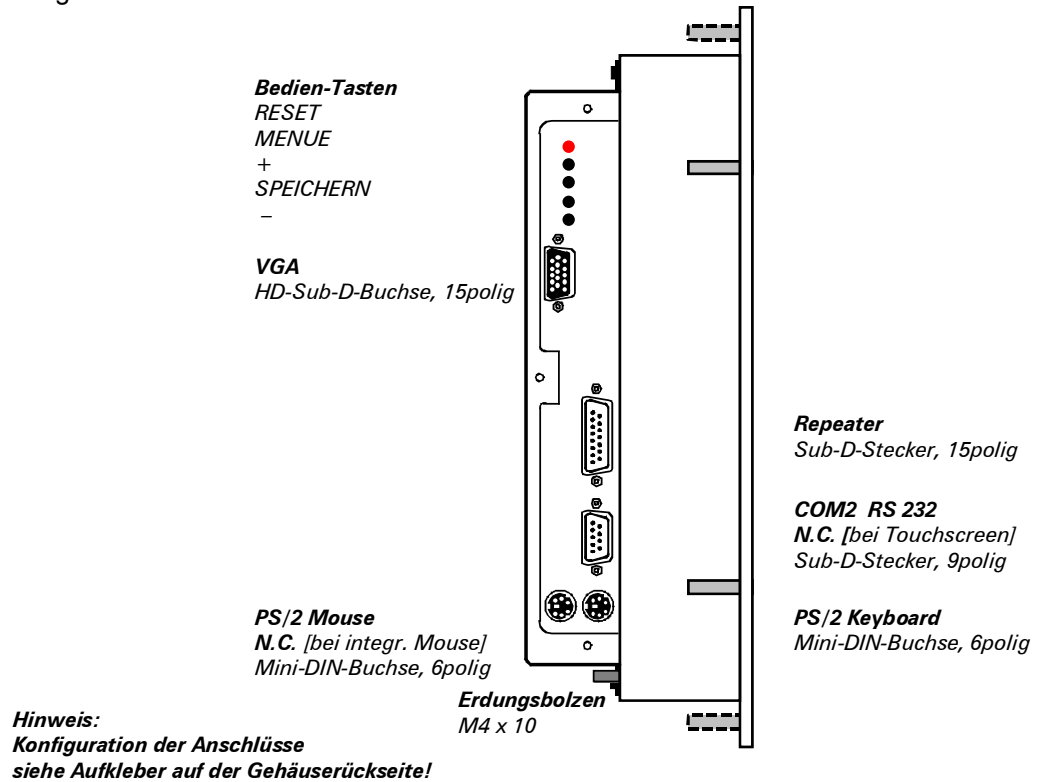 Bedien-Tasten
RESET
MENUE
+
SPEICHERN
–
VGA
HD-Sub-D-Buchse, 15polig
Repeater
Sub-D-Stecker, 15polig
COM2 RS 232
N.C. [bei Touchscreen]
Sub-D-Stecker, 9polig
PS/2 Mouse
N.C. [bei integr. Mouse]
Mini-DIN-Buchse, 6polig
PS/2 Keyboard
Mini-DIN-Buchse, 6polig
Erdungsbolzen
M4 x 10
Hinweis:
Konfiguration der Anschlüsse
siehe Aufkleber auf der Gehäuserückseite!